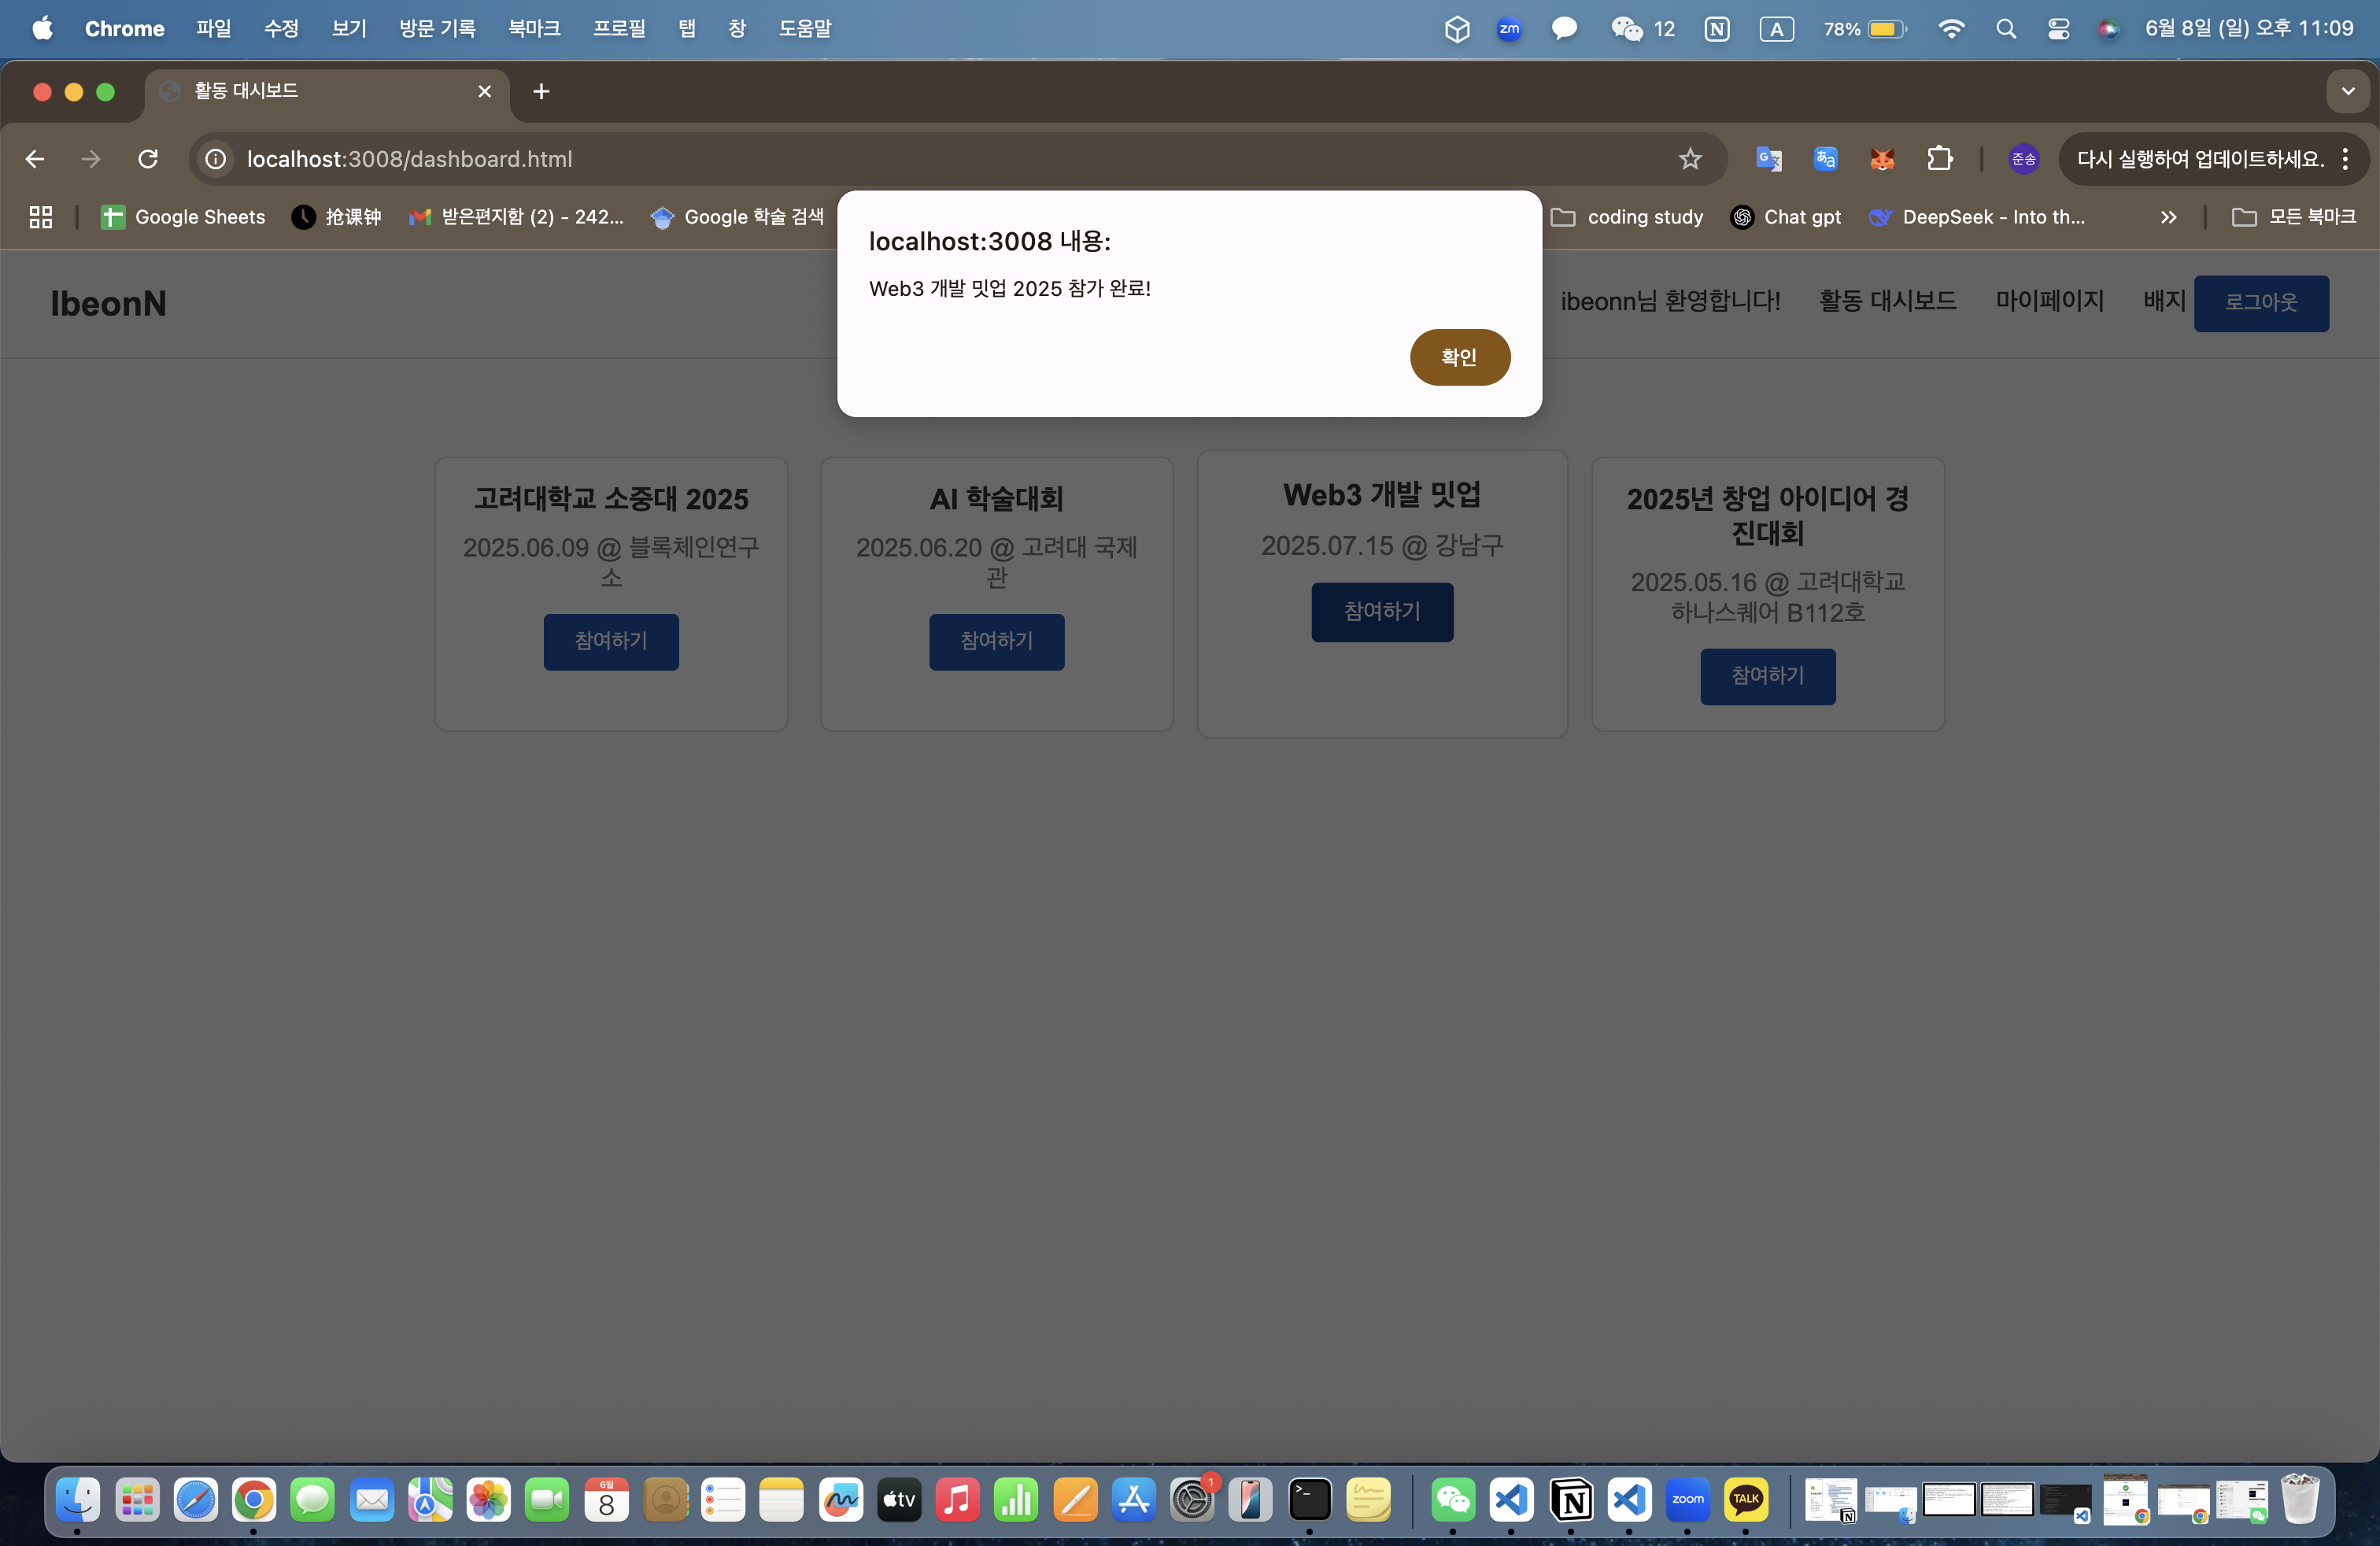 Chrome 파일 수정 보기 방문 기록 북마크 프로필 탭 창 도움말 zm 12 N A 78% 6월 8일 (일) 오후 11:09
활동 대시보드
localhost:3008/dashboard.html 준송 다시 실행하여 업데이트하세요.
Google Sheets 抢课钟 받은편지함 (2) - 242... Google 학술 검색 coding study Chat gpt DeepSeek - Into th... 모든 북마크
localhost:3008 내용:
Web3 개발 밋업 2025 참가 완료!
확인
IbeonN ibeonn님 환영합니다! 활동 대시보드 마이페이지 배지 로그아웃
고려대학교 소중대 2025
2025.06.09 @ 블록체인연구
소
참여하기
AI 학술대회
2025.06.20 @ 고려대 국제
관
참여하기
Web3 개발 밋업
2025.07.15 @ 강남구
참여하기
2025년 창업 아이디어 경
진대회
2025.05.16 @ 고려대학교
하나스퀘어 B112호
참여하기
6월
8
tv
1
zoom
TALK